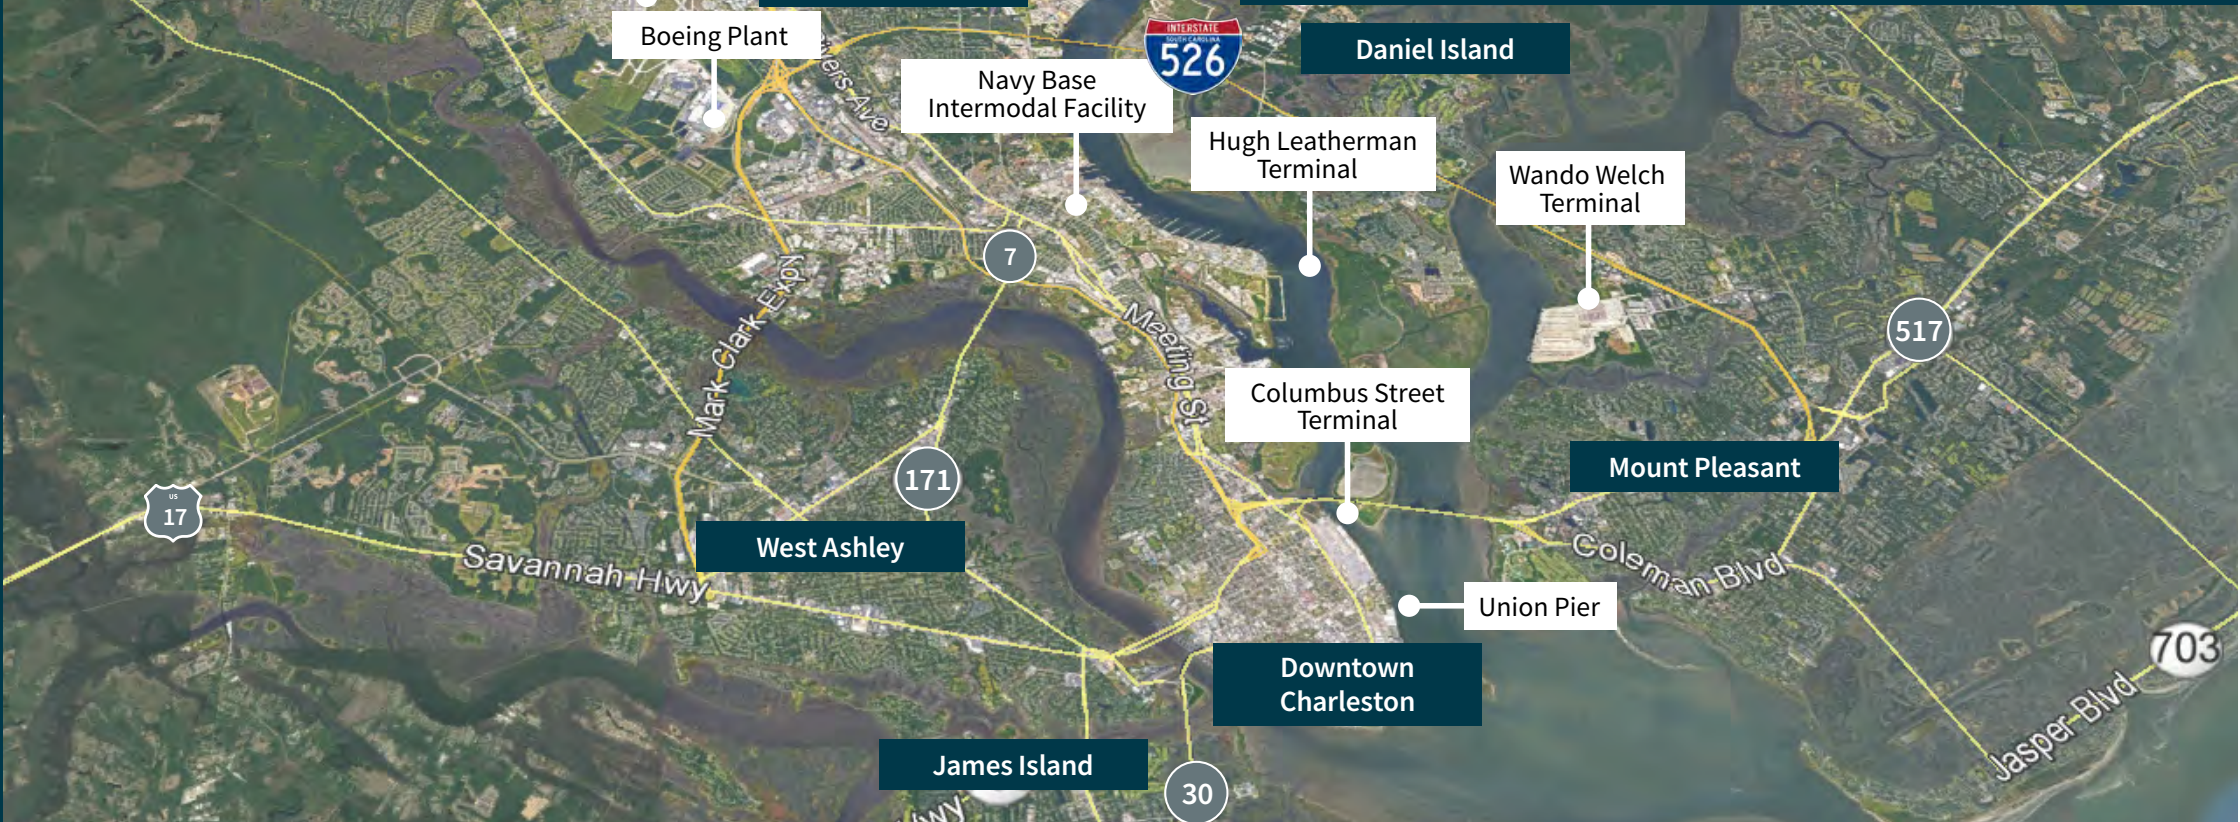 Boeing Plant
INTERSTATE
SOUTH CAROLINA
526
Daniel Island
Navy Base
Intermodal Facility
Ave
Hugh Leatherman
Terminal
Wando Welch
Terminal
7
Mark Clark Expy
Meeting St
517
Columbus Street
Terminal
Mount Pleasant
171
US
17
West Ashley
Savannah Hwy
Coleman Blvd
Union Pier
703
Downtown
Charleston
Jasper Blvd
James Island
30
Hwy